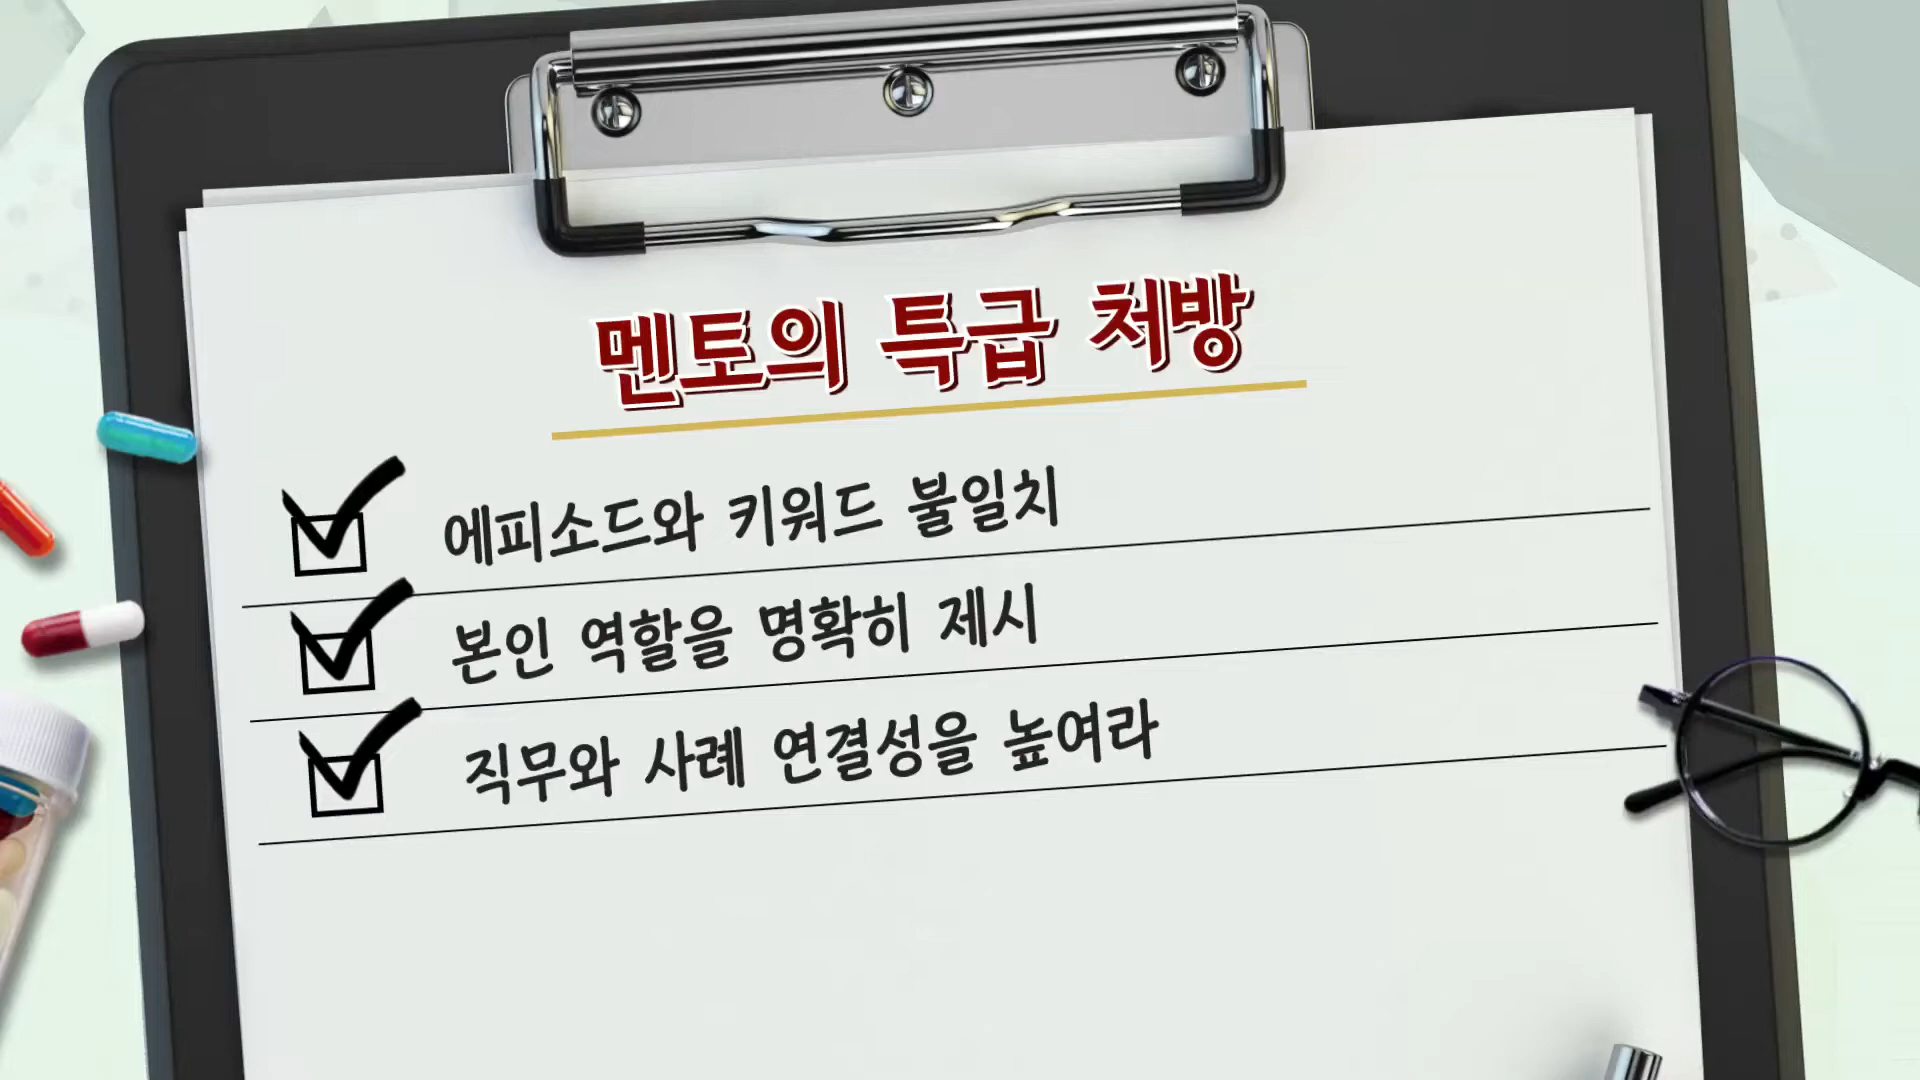 멘토의 특급 처방
에피소드와 키워드 불일치
본인 역할을 명확히 제시
직무와 사례 연결성을 높여라